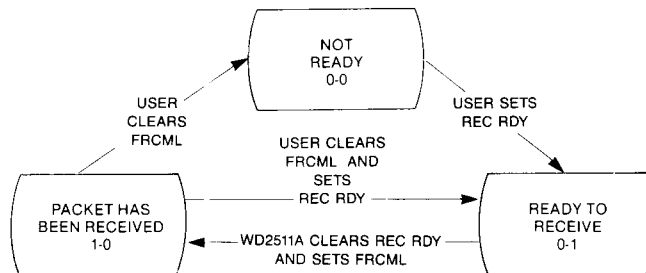 NOT
READY
0-0
USER
CLEARS
FRCML
USER SETS
REC RDY
USER CLEARS
FRCML AND
SETS
REC RDY
PACKET HAS
BEEN RECEIVED
1-0
READY TO
RECEIVE
0-1
WD2511A CLEARS REC RDY
AND SETS FRCML